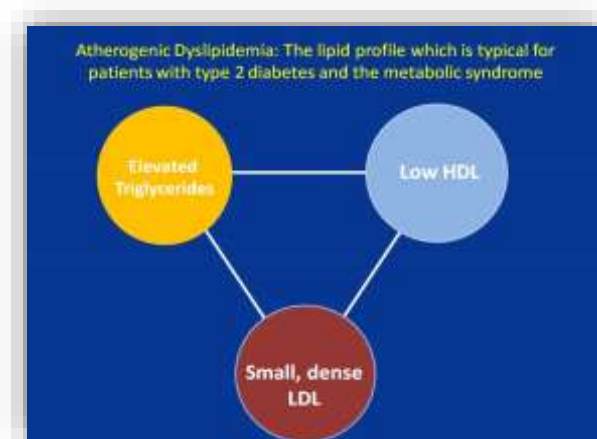 Atherogenic Dyslipidemia: The lipid profile which is typical for
patients with type 2 diabetes and the metabolic syndrome
Elevated
Triglycerides
Low HDL
Small, dense
LDL